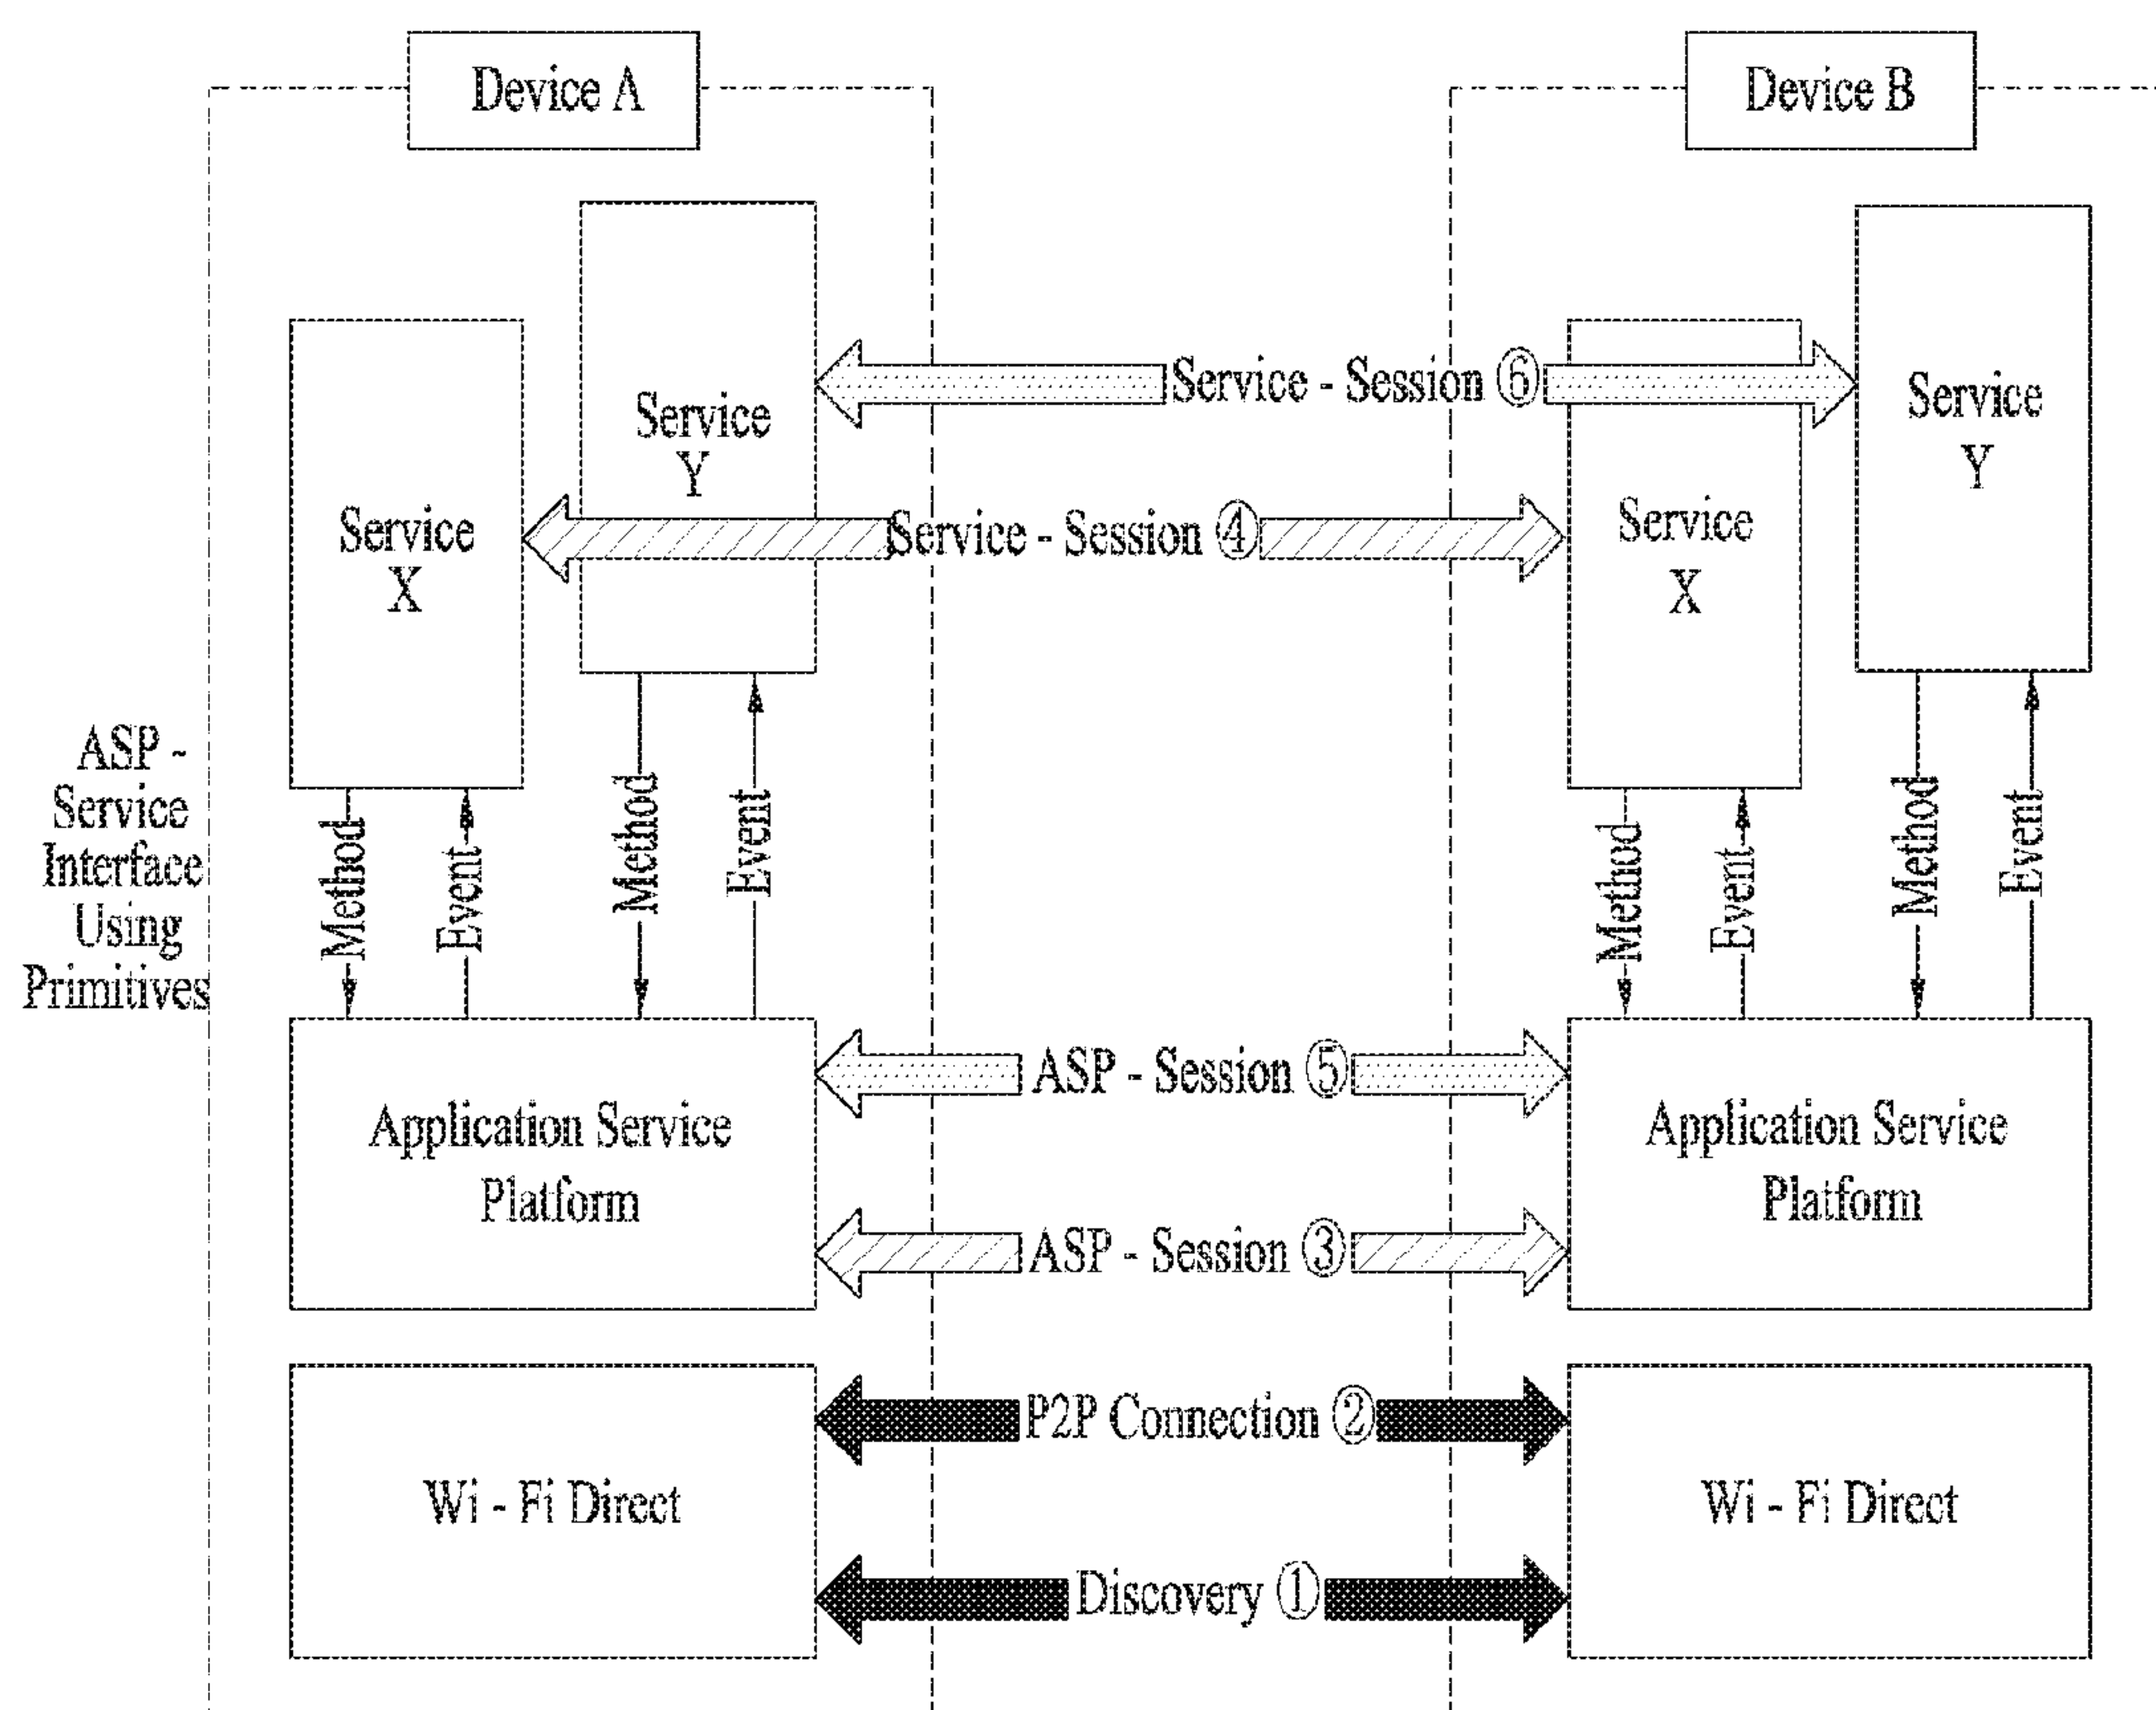 Device A
Device B
Service - Session ⑥
Service
Y
Service
Y
Service - Session ④
Service
X
Service
X
ASP -
Service
Interface
Using
Primitives
Method
Event
Method
Event
Method
Event
Method
Event
ASP - Session ⑤
Application Service
Platform
Application Service
Platform
ASP - Session ③
P2P Connection ②
Wi - Fi Direct
Wi - Fi Direct
Discovery ①